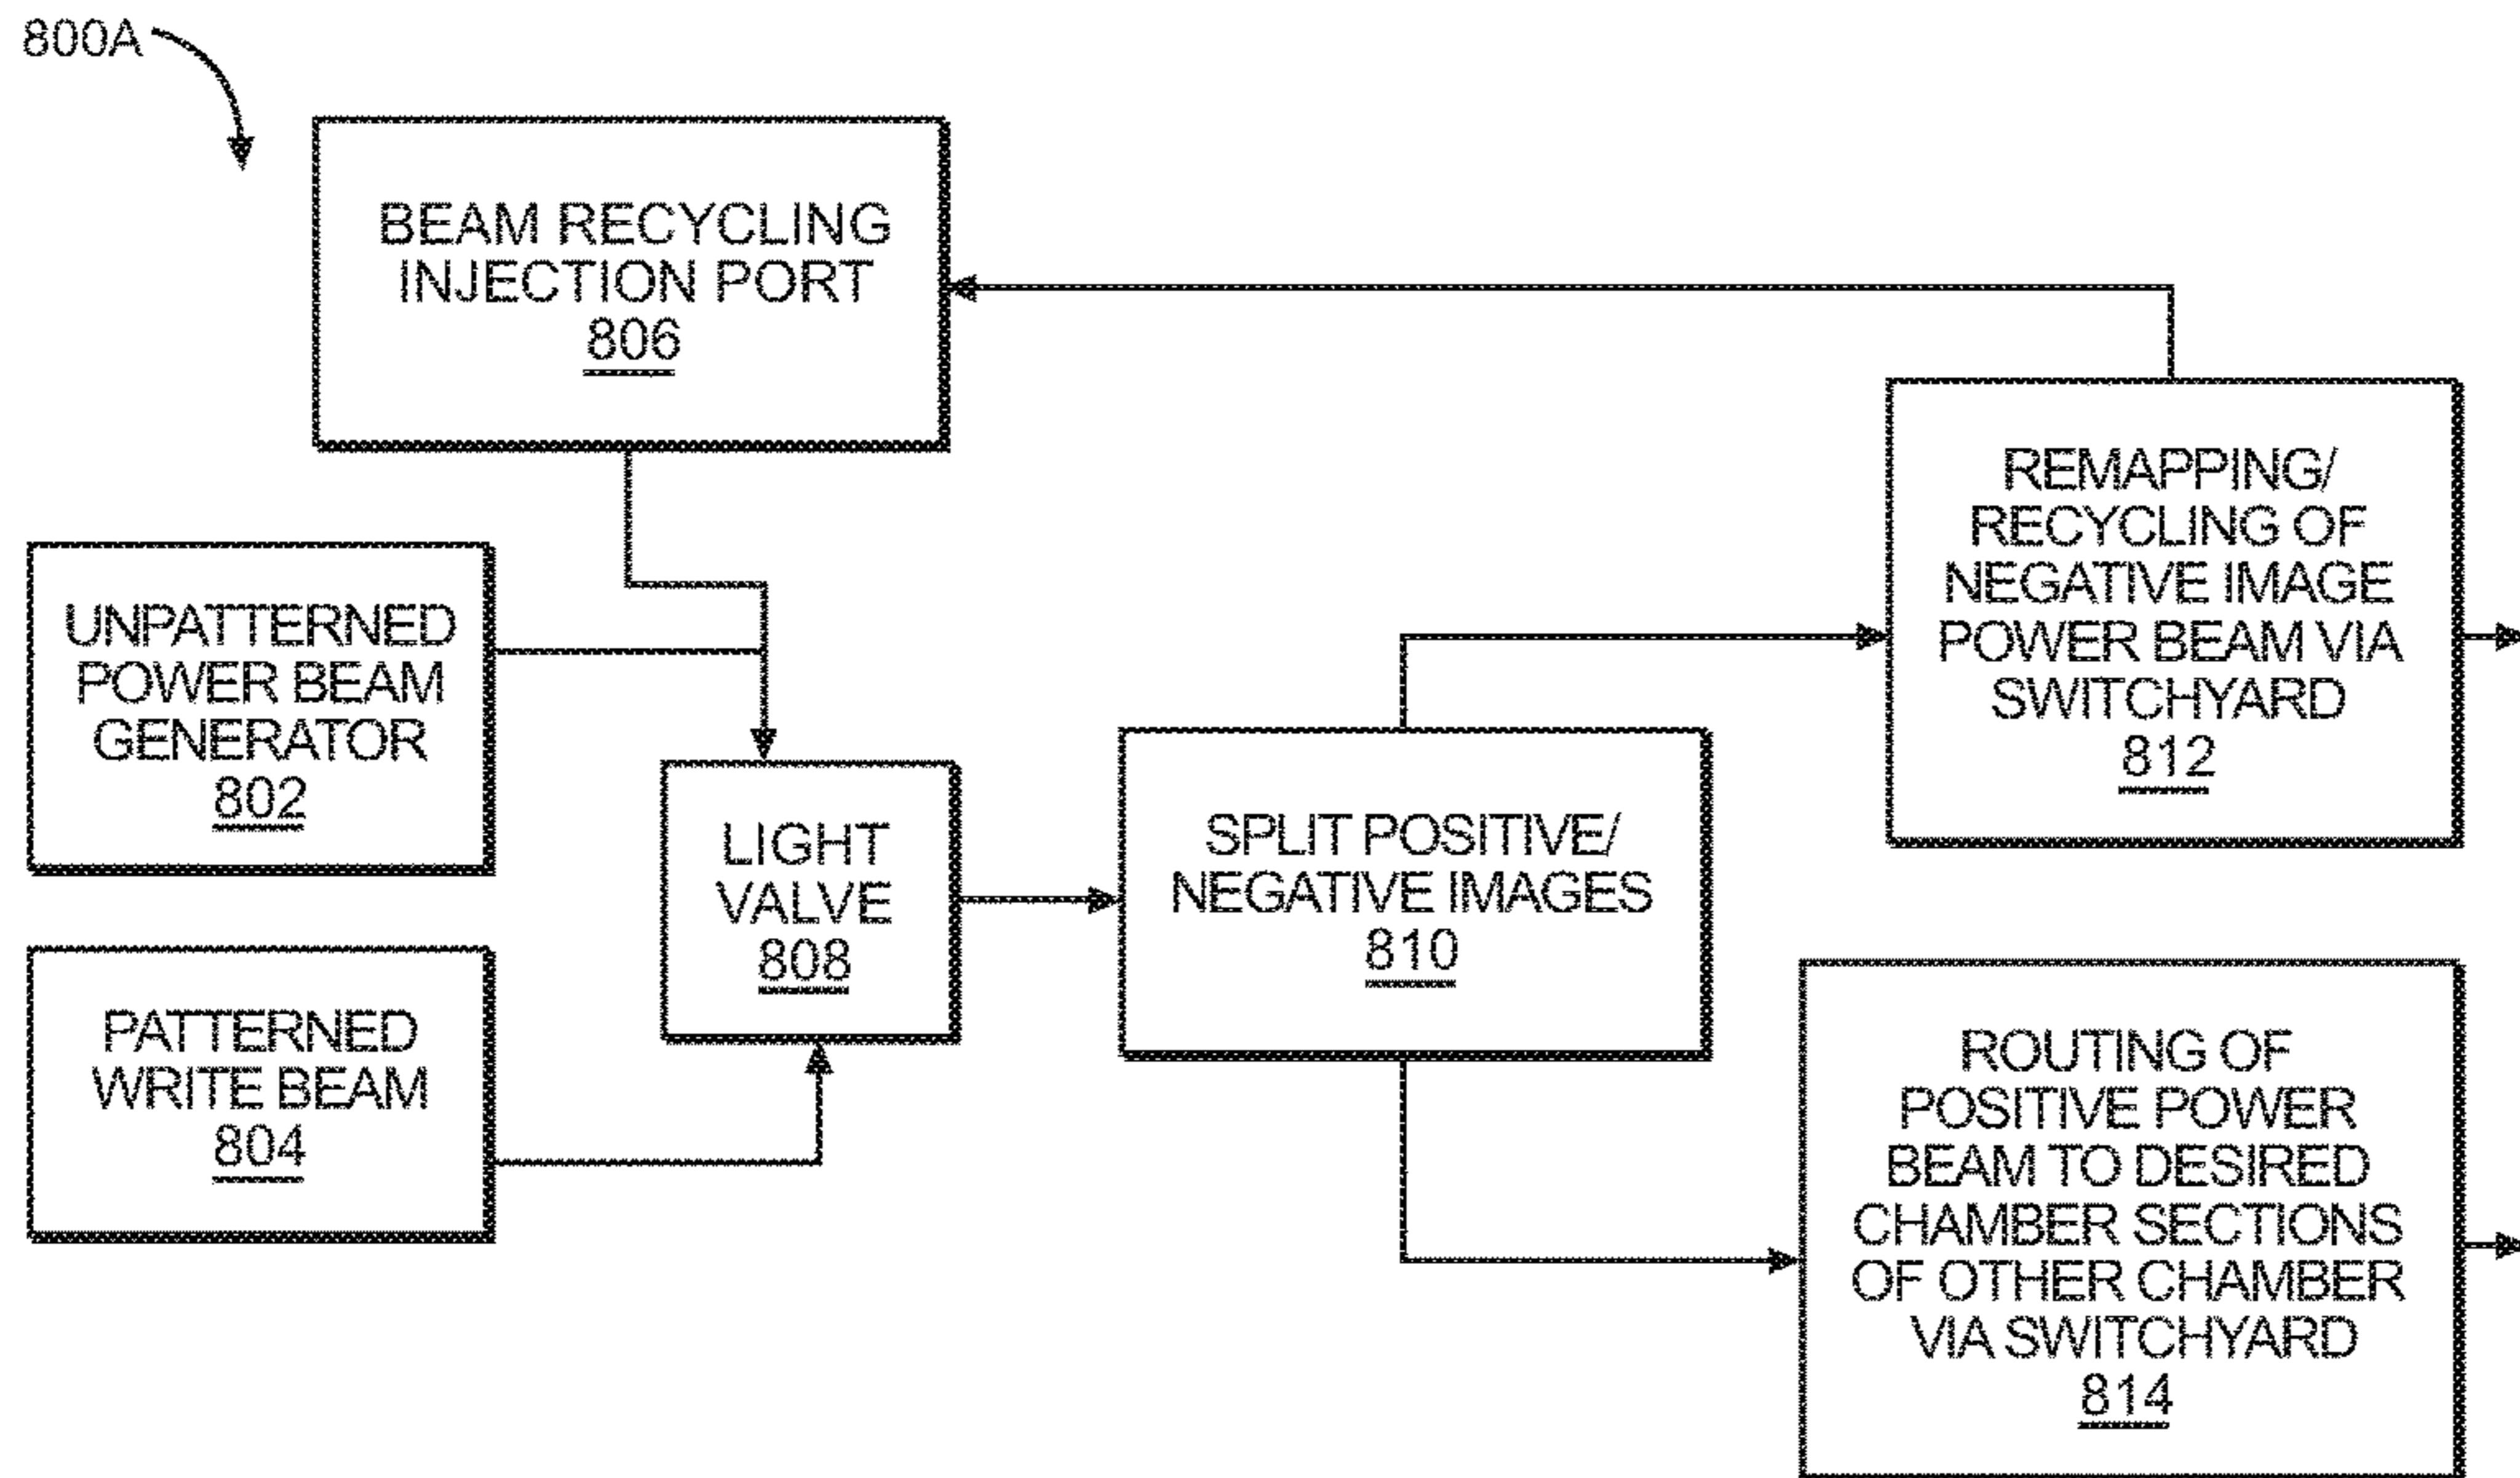 800A
BEAM RECYCLING
INJECTION PORT
806
UNPATTERNED
POWER BEAM
GENERATOR
802
PATTERNED
WRITE BEAM
804
LIGHT
VALVE
808
SPLIT POSITIVE/
NEGATIVE IMAGES
810
REMAPPING/
RECYCLING OF
NEGATIVE IMAGE
POWER BEAM VIA
SWITCHYARD
812
ROUTING OF
POSITIVE POWER
BEAM TO DESIRED
CHAMBER SECTIONS
OF OTHER CHAMBER
VIA SWITCHYARD
814